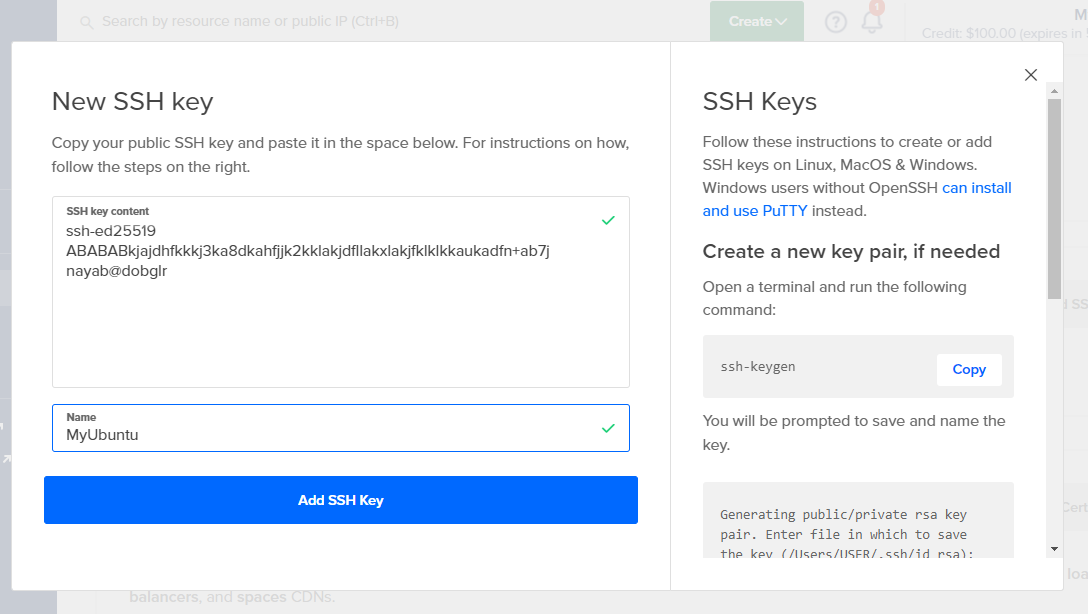 Search by resource name or public IP (Ctrl+B)
Create
?
1
M
Credit: $100.00 (expires in
New SSH key
Copy your public SSH key and paste it in the space below. For instructions on how,
follow the steps on the right.
SSH key content
ssh-ed25519
ABABABkjajdhfkkkj3ka8dkahfjjk2kklakjdfllakxlakjfklklkkaukadfn+ab7j
nayab@dobglr
Name
MyUbuntu
Add SSH Key
SSH Keys
Follow these instructions to create or add
SSH keys on Linux, MacOS & Windows.
Windows users without OpenSSH can install
and use PuTTY instead.
Create a new key pair, if needed
Open a terminal and run the following
command:
ssh-keygen
Copy
You will be prompted to save and name the
key.
Generating public/private rsa key
pair. Enter file in which to save
the key (/Users/USER/.ssh/id_rsa):
SS
Cert
loa
balancers, and spaces CDNs.